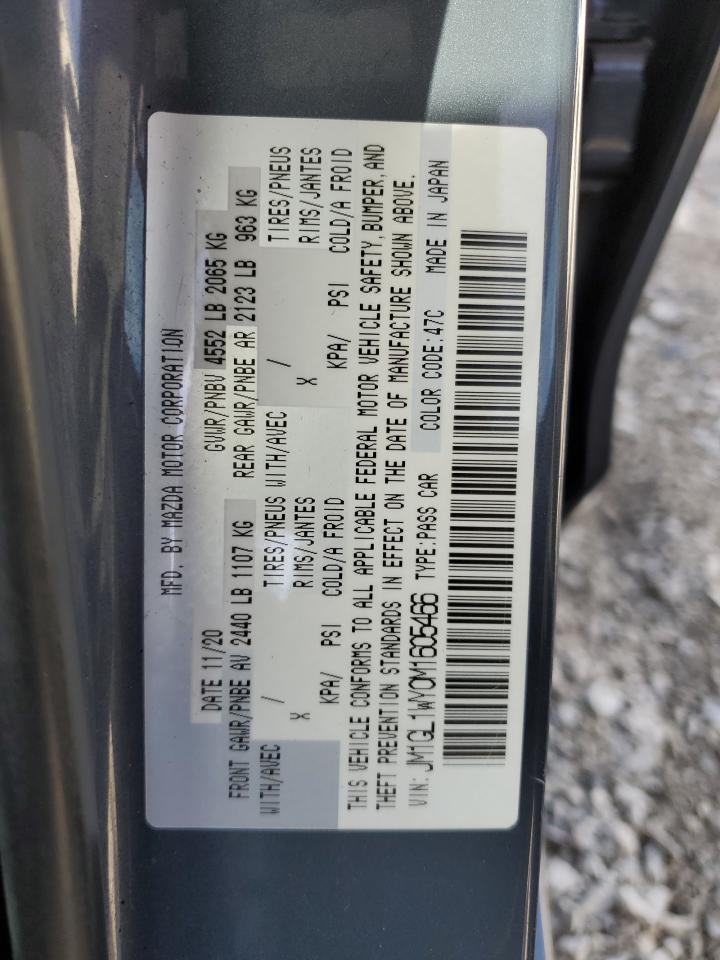 MFD. BY MAZDA MOTOR CORPORATION
DATE 11/20 GVWR/PNBV 4552 LB 2065 KG
FRONT GAWR/PNBE AV 2440 LB 1107 KG REAR GAWR/PNBE AR 2123 LB 963 KG
WITH/AVEC / TIRES/PNEUS WITH/AVEC / TIRES/PNEUS
X RIMS/JANTES X RIMS/JANTES
KPA/ PSI COLD/A FROID KPA/ PSI COLD/A FROID
THIS VEHICLE CONFORMS TO ALL APPLICABLE FEDERAL MOTOR VEHICLE SAFETY, BUMPER, AND
THEFT PREVENTION STANDARDS IN EFFECT ON THE DATE OF MANUFACTURE SHOWN ABOVE.
VIN: JM1GL1WY0M1605466 TYPE:PASS CAR COLOR CODE:47C MADE IN JAPAN